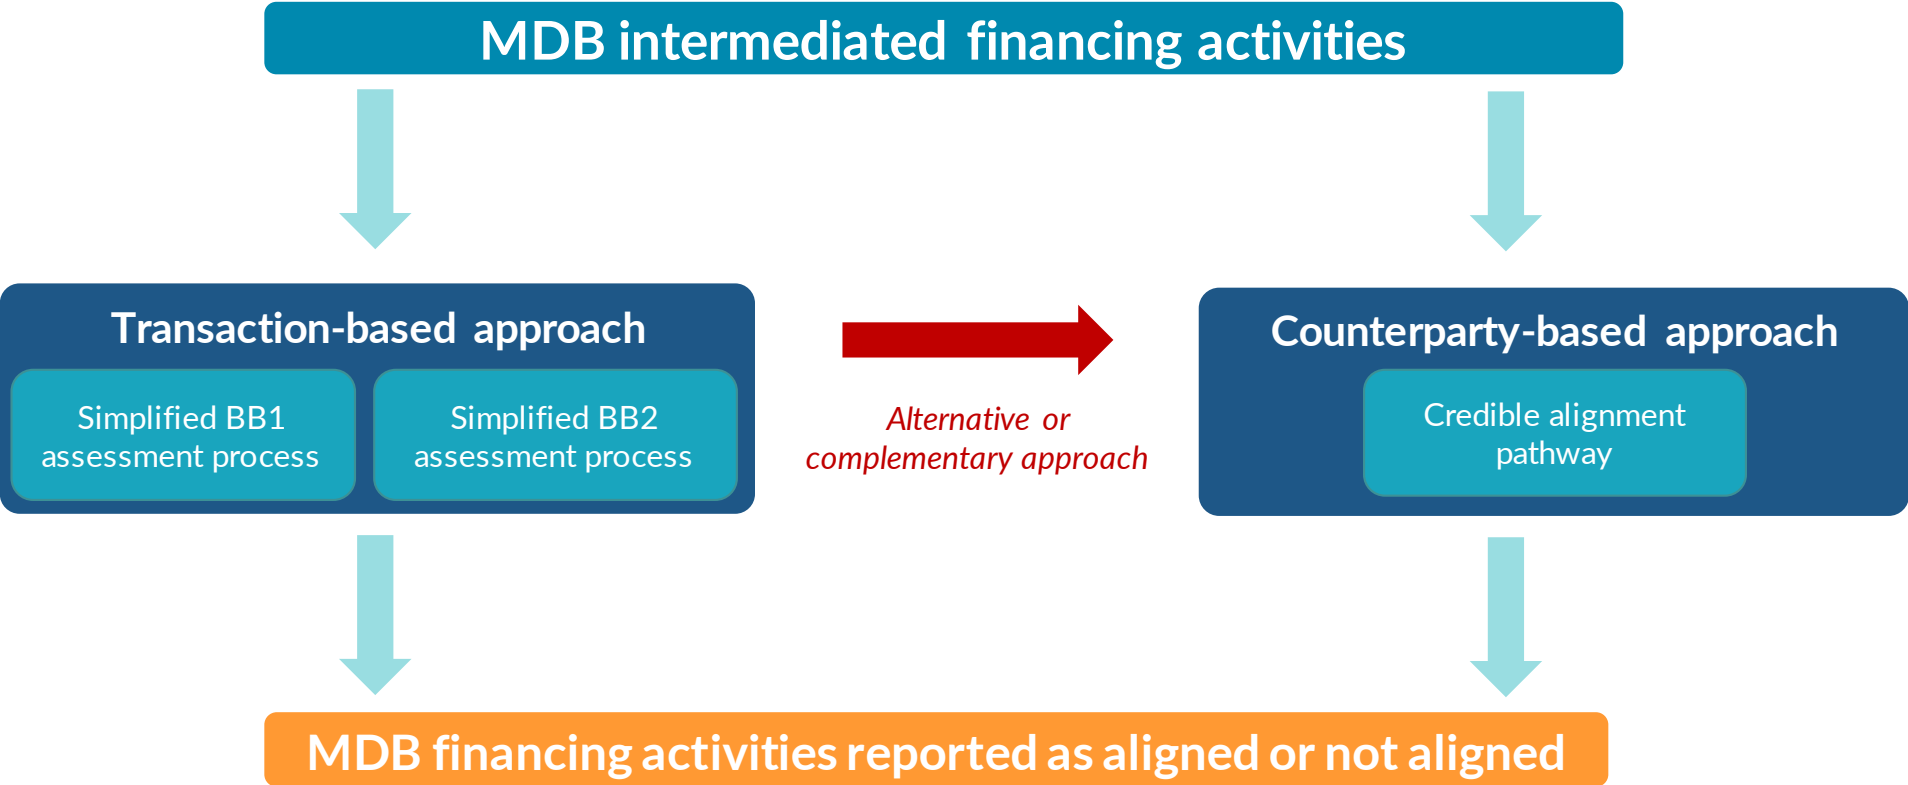 MDB intermediated financing activities
Transaction-based approach
Simplified BB1
assessment process
Simplified BB2
assessment process
Alternative or
complementary approach
Counterparty-based approach
Credible alignment
pathway
MDB financing activities reported as aligned or not aligned